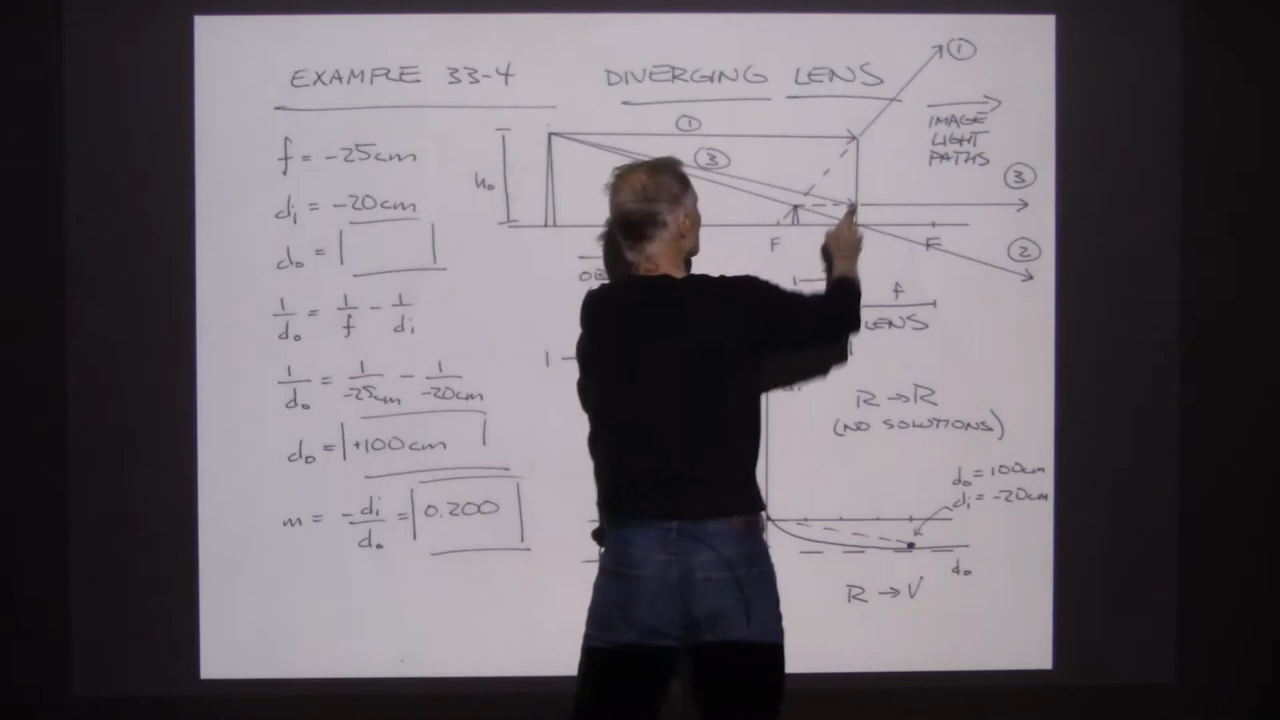 EXAMPLE 33-4
f = -25cm
di = -20cm
do =
1/do = 1/f - 1/di
1/do = 1/-25cm - 1/-20cm
do = +100cm
m = -di/do = 0.200
DIVERGING LENS
①
①
IMAGE
LIGHT
PATHS
③
③
ho
F
F
②
f
LENS
R → R
(NO SOLUTIONS)
do = 100cm
di = -20cm
do
R → V